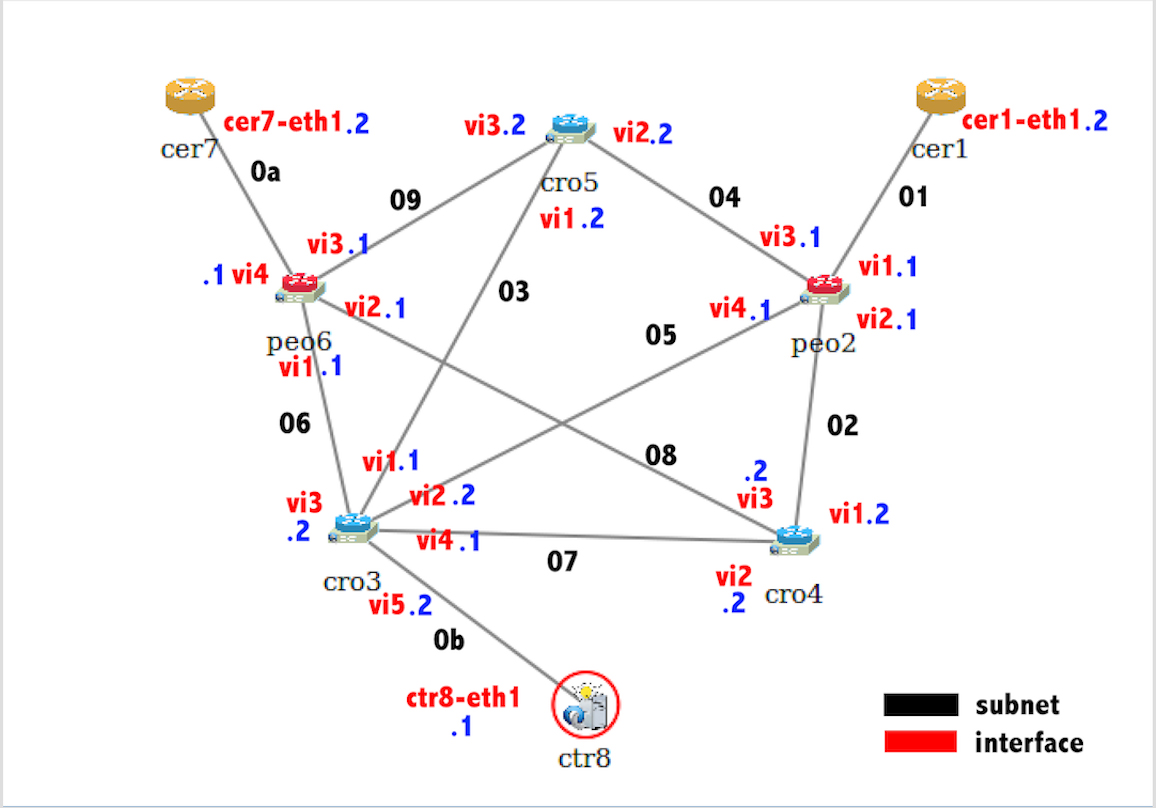 cer7-eth1.2
vi3.2
vi2.2
cer1-eth1.2
cer7
cer1
0a
cro5
09
04
01
vi1.2
vi3.1
vi3.1
.1 vi4
vi1.1
03
vi2.1
vi4.1
vi2.1
05
peo6
peo2
vi1.1
06
02
08
vi1.1
.2
vi3
vi2.2
vi3
.2
vi1.2
vi4.1
07
cro3
vi2
.2
cro4
vi5.2
0b
ctr8-eth1
.1
ctr8
subnet
interface